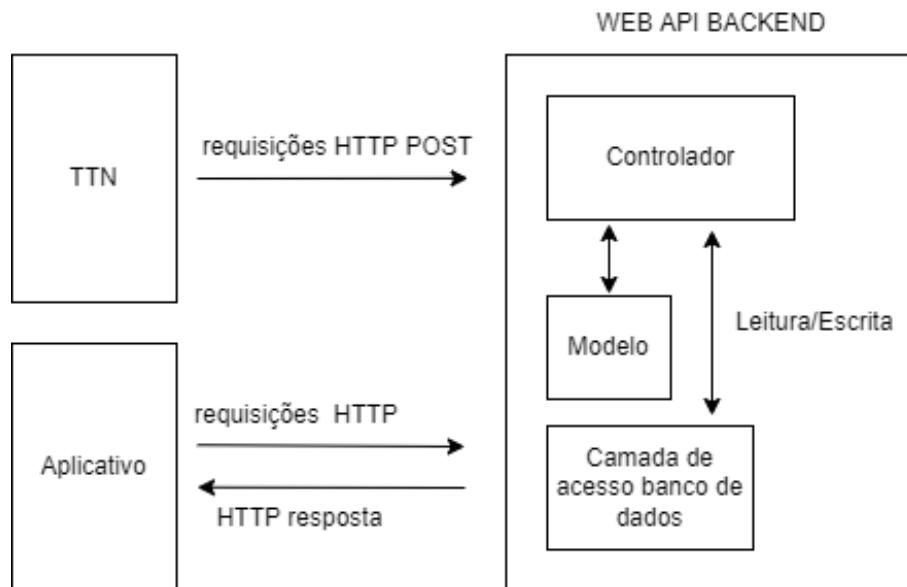 WEB API BACKEND
TTN
requisições HTTP POST
Controlador
Modelo
Leitura/Escrita
Aplicativo
requisições HTTP
HTTP resposta
Camada de
acesso banco de
dados